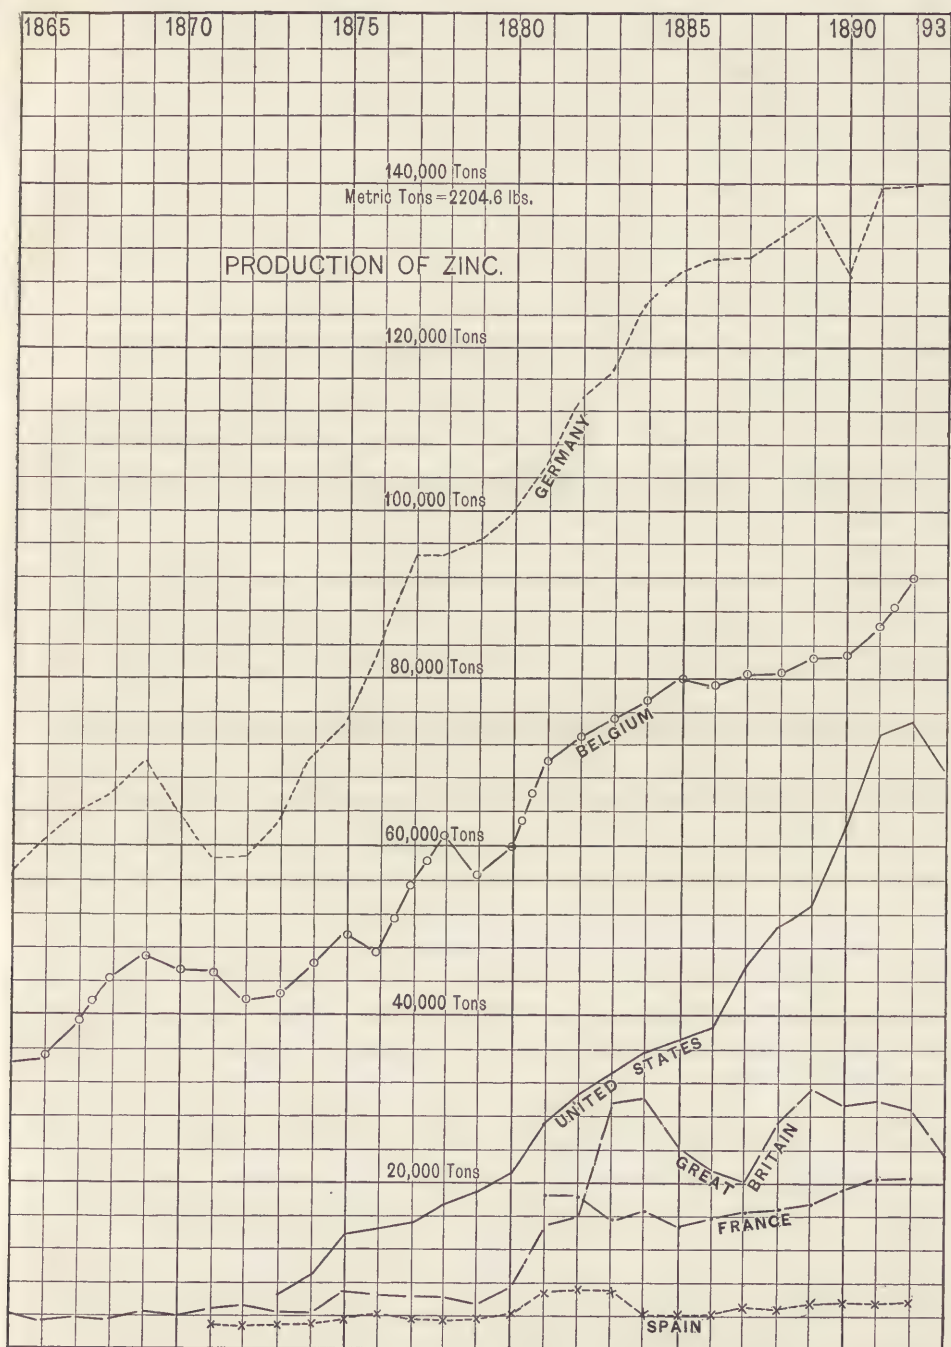 1865 1870 1875 1880 1885 1890 93
140,000 Tons
Metric Tons=2204.6 lbs.
PRODUCTION OF ZINC.
120,000 Tons
GERMANY
100,000 Tons
80,000 Tons
BELGIUM
60,000 Tons
40,000 Tons
UNITED STATES
20,000 Tons
GREAT BRITAIN
FRANCE
SPAIN